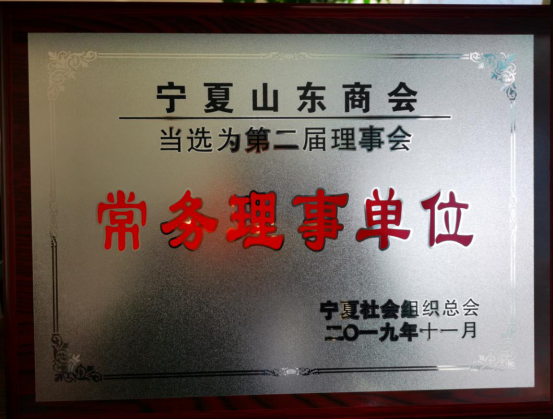 宁夏山东商会
当选为第二届理事会
常务理事单位
宁夏社会组织总会
二〇一九年十一月